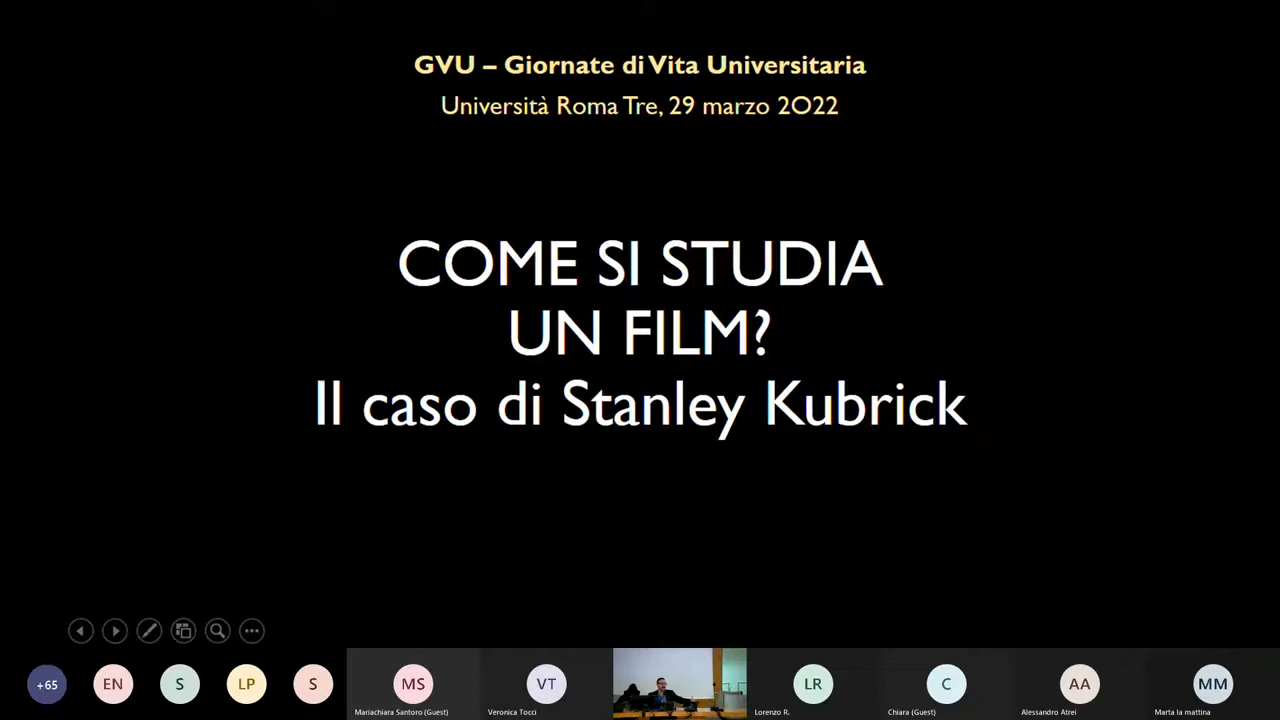 GVU – Giornate di Vita Universitaria
Università Roma Tre, 29 marzo 2022
COME SI STUDIA
UN FILM?
Il caso di Stanley Kubrick
+65
EN
S
LP
S
MS
VT
LR
C
AA
MM
Mariachiara Santoro (Guest)
Veronica Tocci
Lorenzo R.
Chiara (Guest)
Alessandro Atrei
Marta la mattina